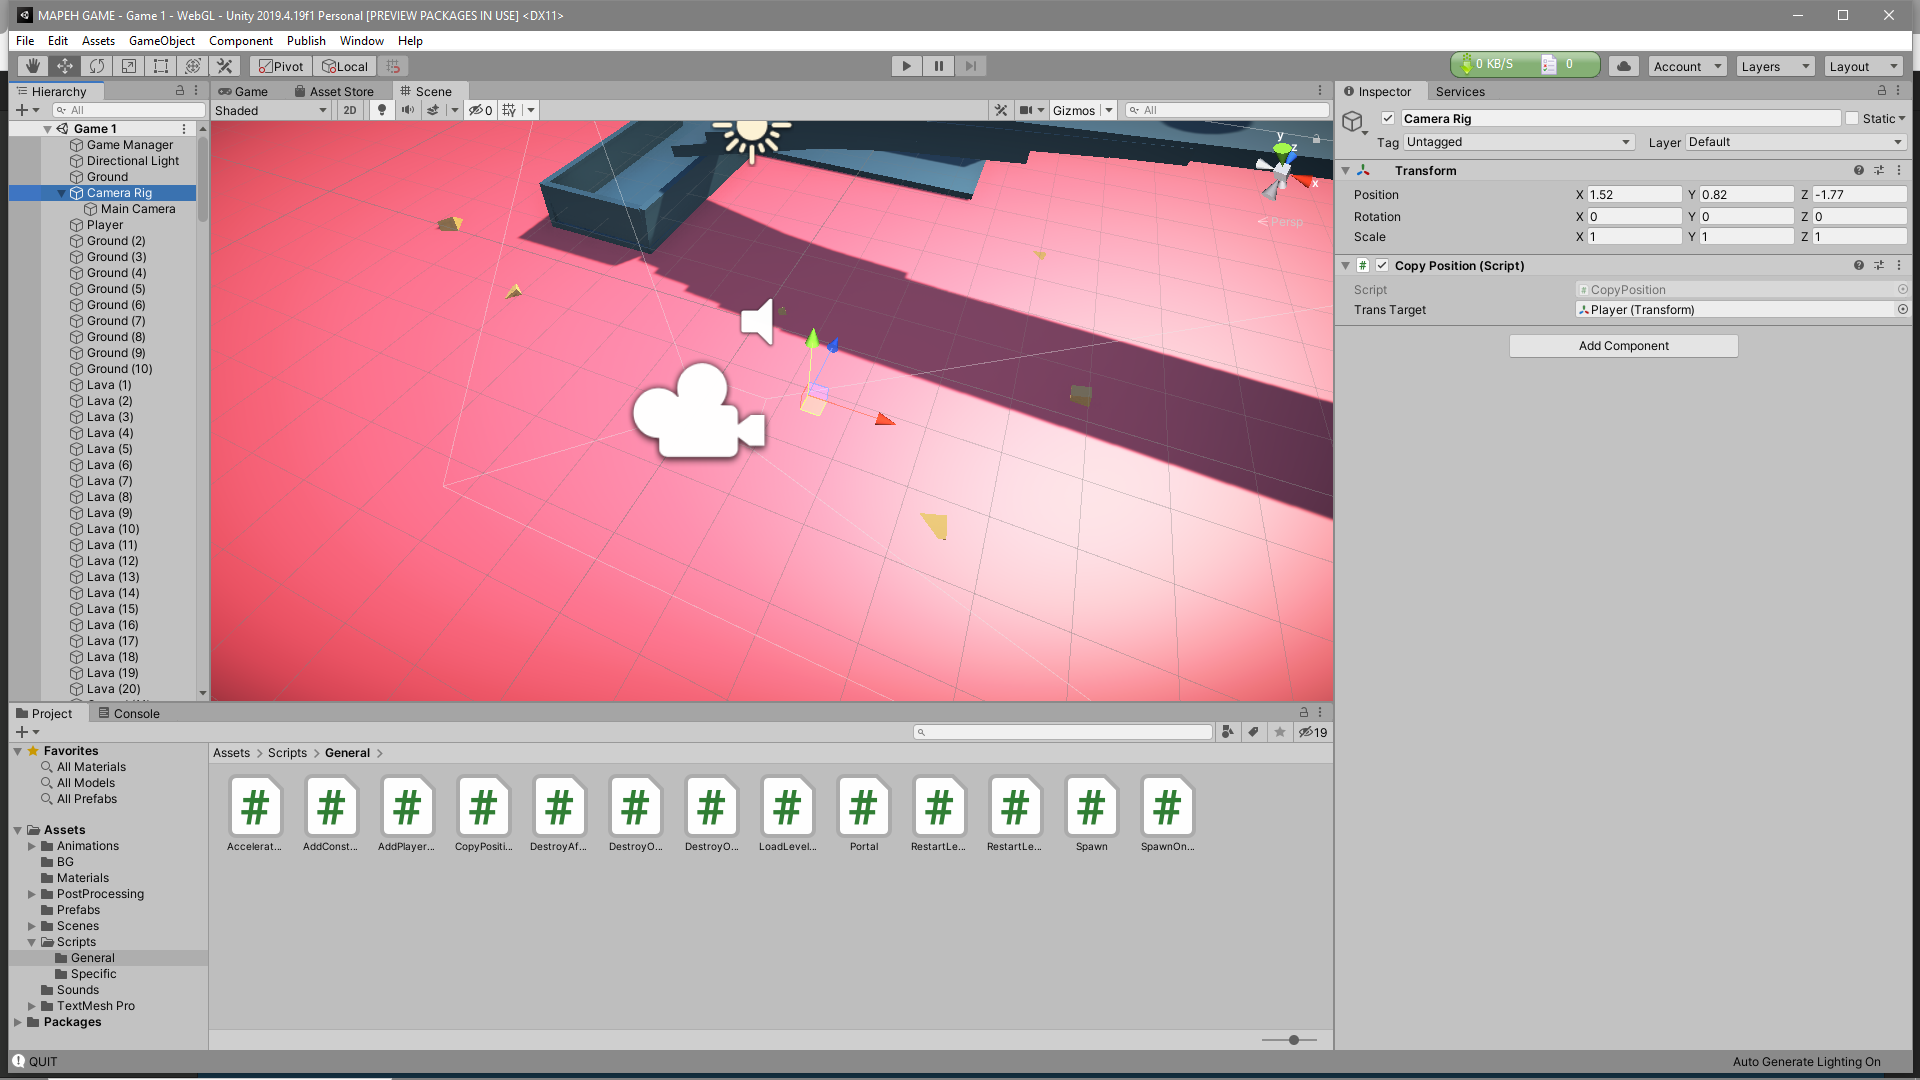 MAPEH GAME - Game 1 - WebGL - Unity 2019.4.19f1 Personal [PREVIEW PACKAGES IN USE] <DX11>
File Edit Assets GameObject Component Publish Window Help
Pivot Local 0 KB/S 0 Account Layers Layout
Hierarchy
All
Game 1
Game Manager
Directional Light
Ground
Camera Rig
Main Camera
Player
Ground (2)
Ground (3)
Ground (4)
Ground (5)
Ground (6)
Ground (7)
Ground (8)
Ground (9)
Ground (10)
Lava (1)
Lava (2)
Lava (3)
Lava (4)
Lava (5)
Lava (6)
Lava (7)
Lava (8)
Lava (9)
Lava (10)
Lava (11)
Lava (12)
Lava (13)
Lava (14)
Lava (15)
Lava (16)
Lava (17)
Lava (18)
Lava (19)
Lava (20)
Game Asset Store Scene
Shaded 2D 0 Gizmos All
y
z
x
Persp
Inspector Services
Camera Rig Static
Tag Untagged Layer Default
Transform
Position X 1.52 Y 0.82 Z -1.77
Rotation X 0 Y 0 Z 0
Scale X 1 Y 1 Z 1
# Copy Position (Script)
Script CopyPosition
Trans Target Player (Transform)
Add Component
Project Console
19
Favorites
All Materials
All Models
All Prefabs
Assets
Animations
BG
Materials
PostProcessing
Prefabs
Scenes
Scripts
General
Specific
Sounds
TextMesh Pro
Packages
Assets > Scripts > General >
# # # # # # # # # # # # #
Accelerat... AddConst... AddPlayer... CopyPositi... DestroyAf... DestroyO... DestroyO... LoadLevel... Portal RestartLe... RestartLe... Spawn SpawnOn...
QUIT Auto Generate Lighting On